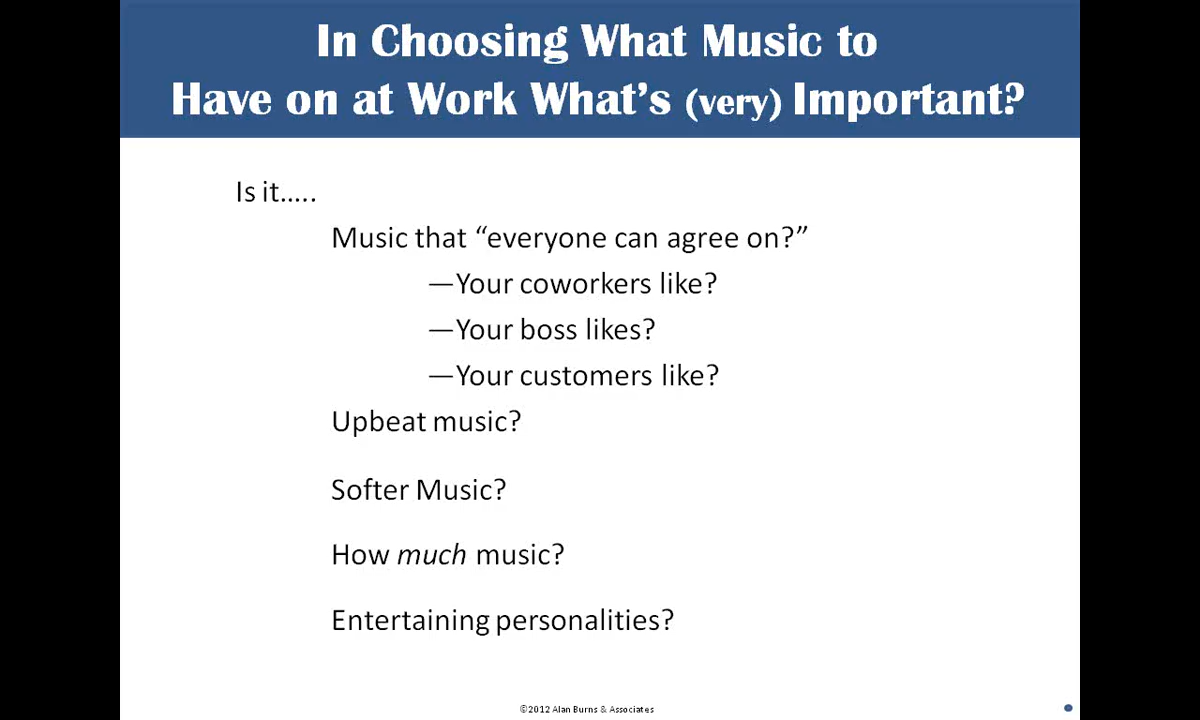 In Choosing What Music to
Have on at Work What's (very) Important?
Is it.....
Music that “everyone can agree on?”
—Your coworkers like?
—Your boss likes?
—Your customers like?
Upbeat music?
Softer Music?
How much music?
Entertaining personalities?
©2012 Alan Burns & Associates